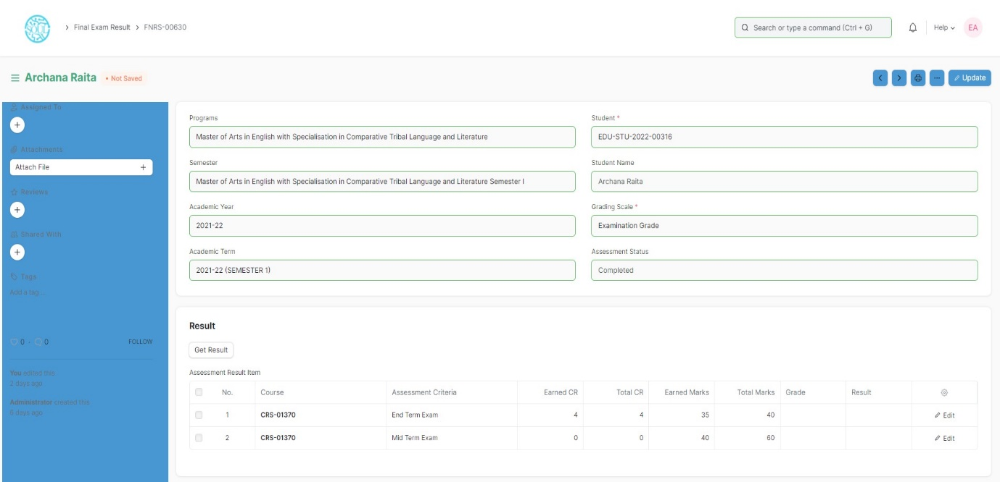 Final Exam Result > FNRS-00630
Search or type a command (Ctrl + G)
Help
EA
Archana Raita
• Not Saved
...
Update
Assigned To
Attachments
Attach File
Reviews
Shared With
Tags
Add a tag ...
0 · 0
FOLLOW
You edited this
2 days ago
Administrator created this
Programs
Master of Arts in English with Specialisation in Comparative Tribal Language and Literature
Student *
EDU-STU-2022-00316
Semester
Master of Arts in English with Specialisation in Comparative Tribal Language and Literature Semester I
Student Name
Archana Raita
Academic Year
2021-22
Grading Scale *
Examination Grade
Academic Term
2021-22 (SEMESTER 1)
Assessment Status
Completed
Result
Get Result
Assessment Result Item
No. Course Assessment Criteria Earned CR Total CR Earned Marks Total Marks Grade Result
1 CRS-01370 End Term Exam 4 4 35 40 Edit
2 CRS-01370 Mid Term Exam 0 0 40 60 Edit